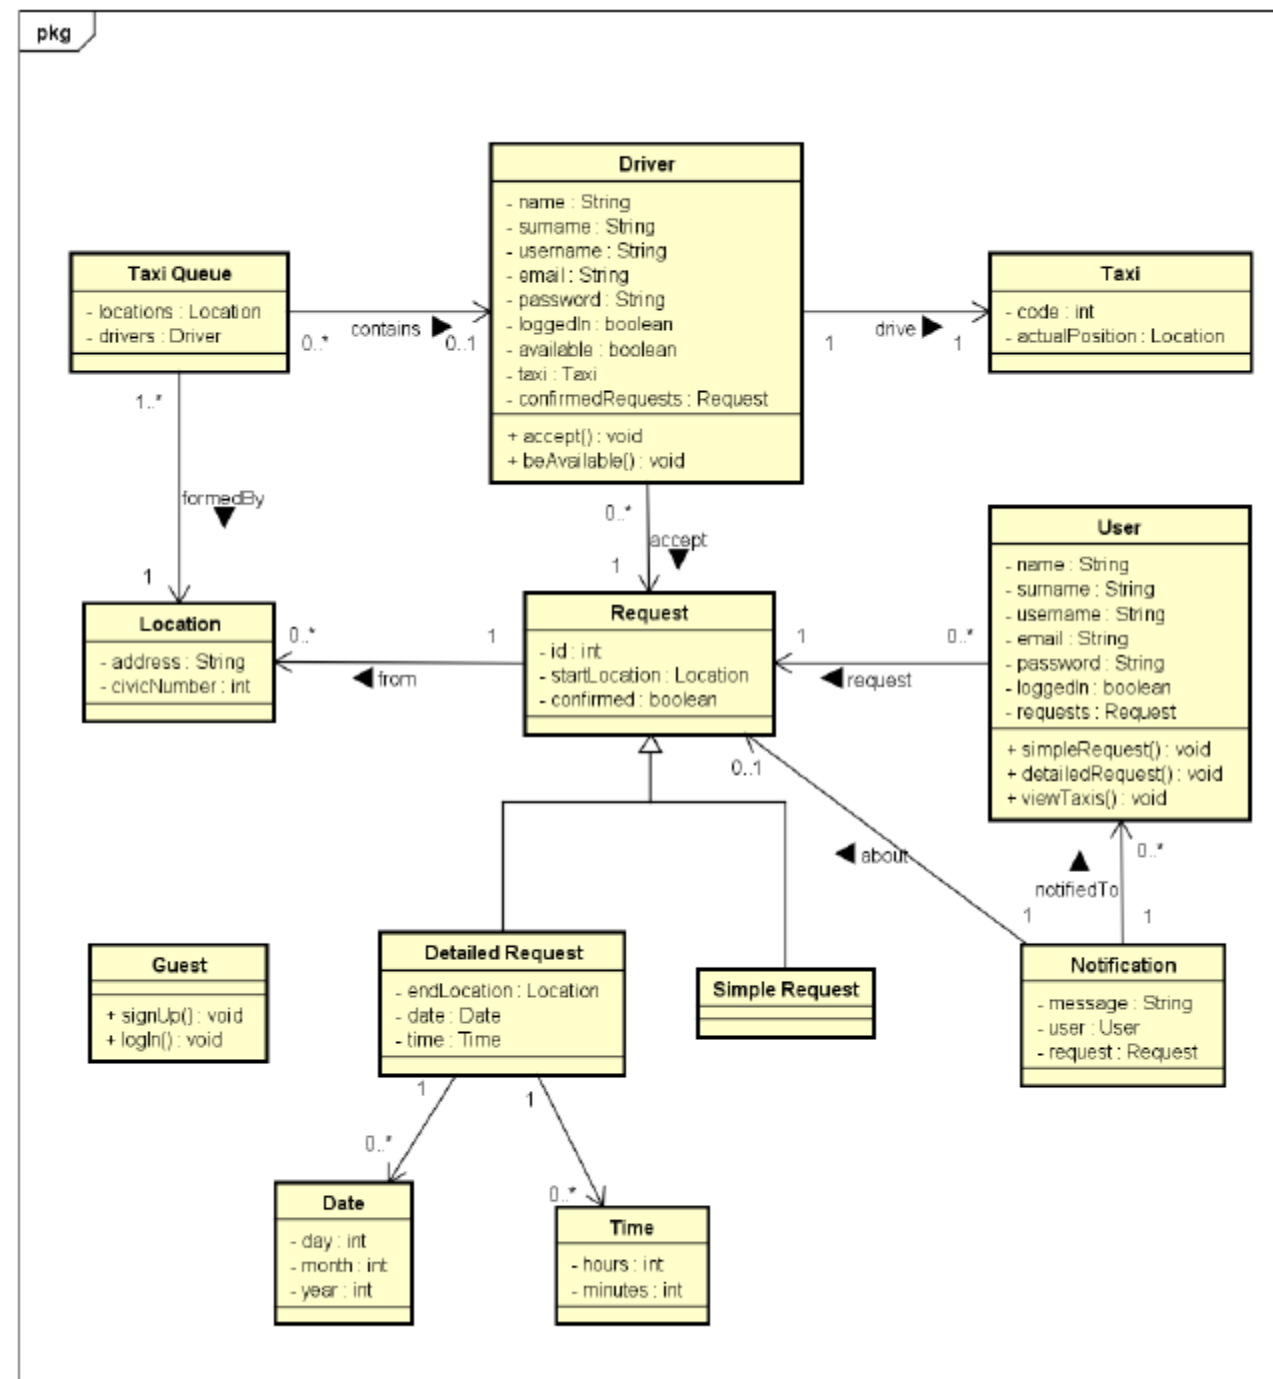 pkg
Driver
- name : String
- surname : String
- username : String
- email : String
- password : String
- loggedIn : boolean
- available : boolean
- taxi : Taxi
- confirmedRequests : Request
+ accept() : void
+ beAvailable() : void
Taxi Queue
- locations : Location
- drivers : Driver
contains
0..*
0..1
1
drive
1
Taxi
- code : int
- actualPosition : Location
1..*
formedBy
1
0..*
accept
1
User
- name : String
- surname : String
- username : String
- email : String
- password : String
- loggedIn : boolean
- requests : Request
+ simpleRequest() : void
+ detailedRequest() : void
+ viewTaxis() : void
Location
- address : String
- civicNumber : int
0..*
1
from
Request
- id : int
- startLocation : Location
- confirmed : boolean
1
0..*
request
0..1
about
1
0..*
notifiedTo
1
Guest
+ signUp() : void
+ logIn() : void
Detailed Request
- endLocation : Location
- date : Date
- time : Time
Simple Request
Notification
- message : String
- user : User
- request : Request
1
0..*
1
0..*
Date
- day : int
- month : int
- year : int
Time
- hours : int
- minutes : int